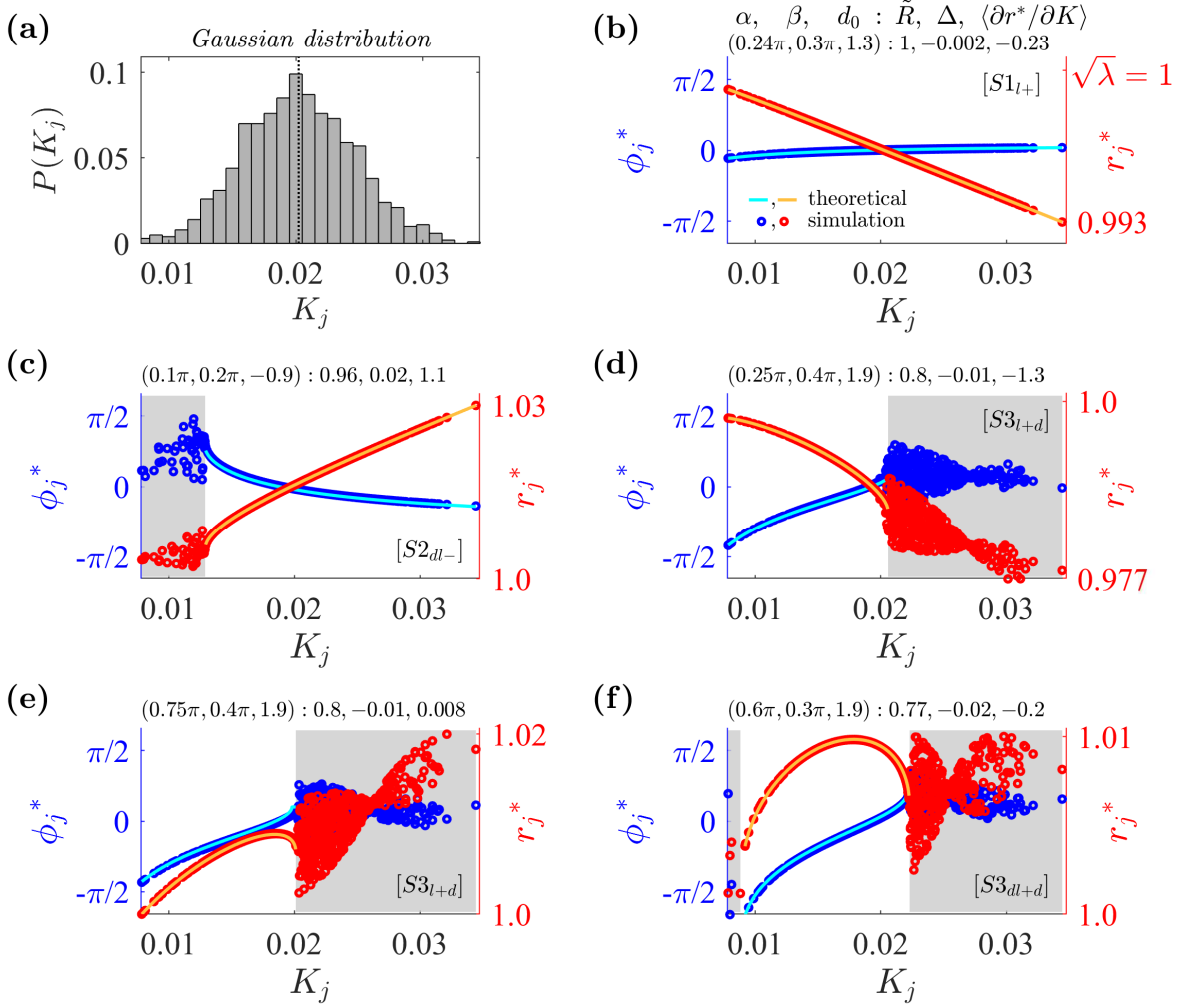 (a)
Gaussian distribution
P(K_j)
0.1
0.05
0
0.01 0.02 0.03
K_j
(b)
α, β, d_0 : R̃, Δ, ⟨∂r*/∂K⟩
(0.24π, 0.3π, 1.3) : 1, −0.002, −0.23
π/2
0
-π/2
ϕ_j*
[S1_{l+}]
√λ = 1
r_j*
0.993
theoretical
simulation
0.01 0.02 0.03
K_j
(c)
(0.1π, 0.2π, −0.9) : 0.96, 0.02, 1.1
π/2
0
-π/2
ϕ_j*
[S2_{dl−}]
1.03
r_j*
1.0
0.01 0.02 0.03
K_j
(d)
(0.25π, 0.4π, 1.9) : 0.8, −0.01, −1.3
π/2
0
-π/2
ϕ_j*
[S3_{l+d}]
1.0
r_j*
0.977
0.01 0.02 0.03
K_j
(e)
(0.75π, 0.4π, 1.9) : 0.8, −0.01, 0.008
π/2
0
-π/2
ϕ_j*
[S3_{l+d}]
1.02
r_j*
1.0
0.01 0.02 0.03
K_j
(f)
(0.6π, 0.3π, 1.9) : 0.77, −0.02, −0.2
π/2
0
-π/2
ϕ_j*
[S3_{dl+d}]
1.01
r_j*
1.0
0.01 0.02 0.03
K_j